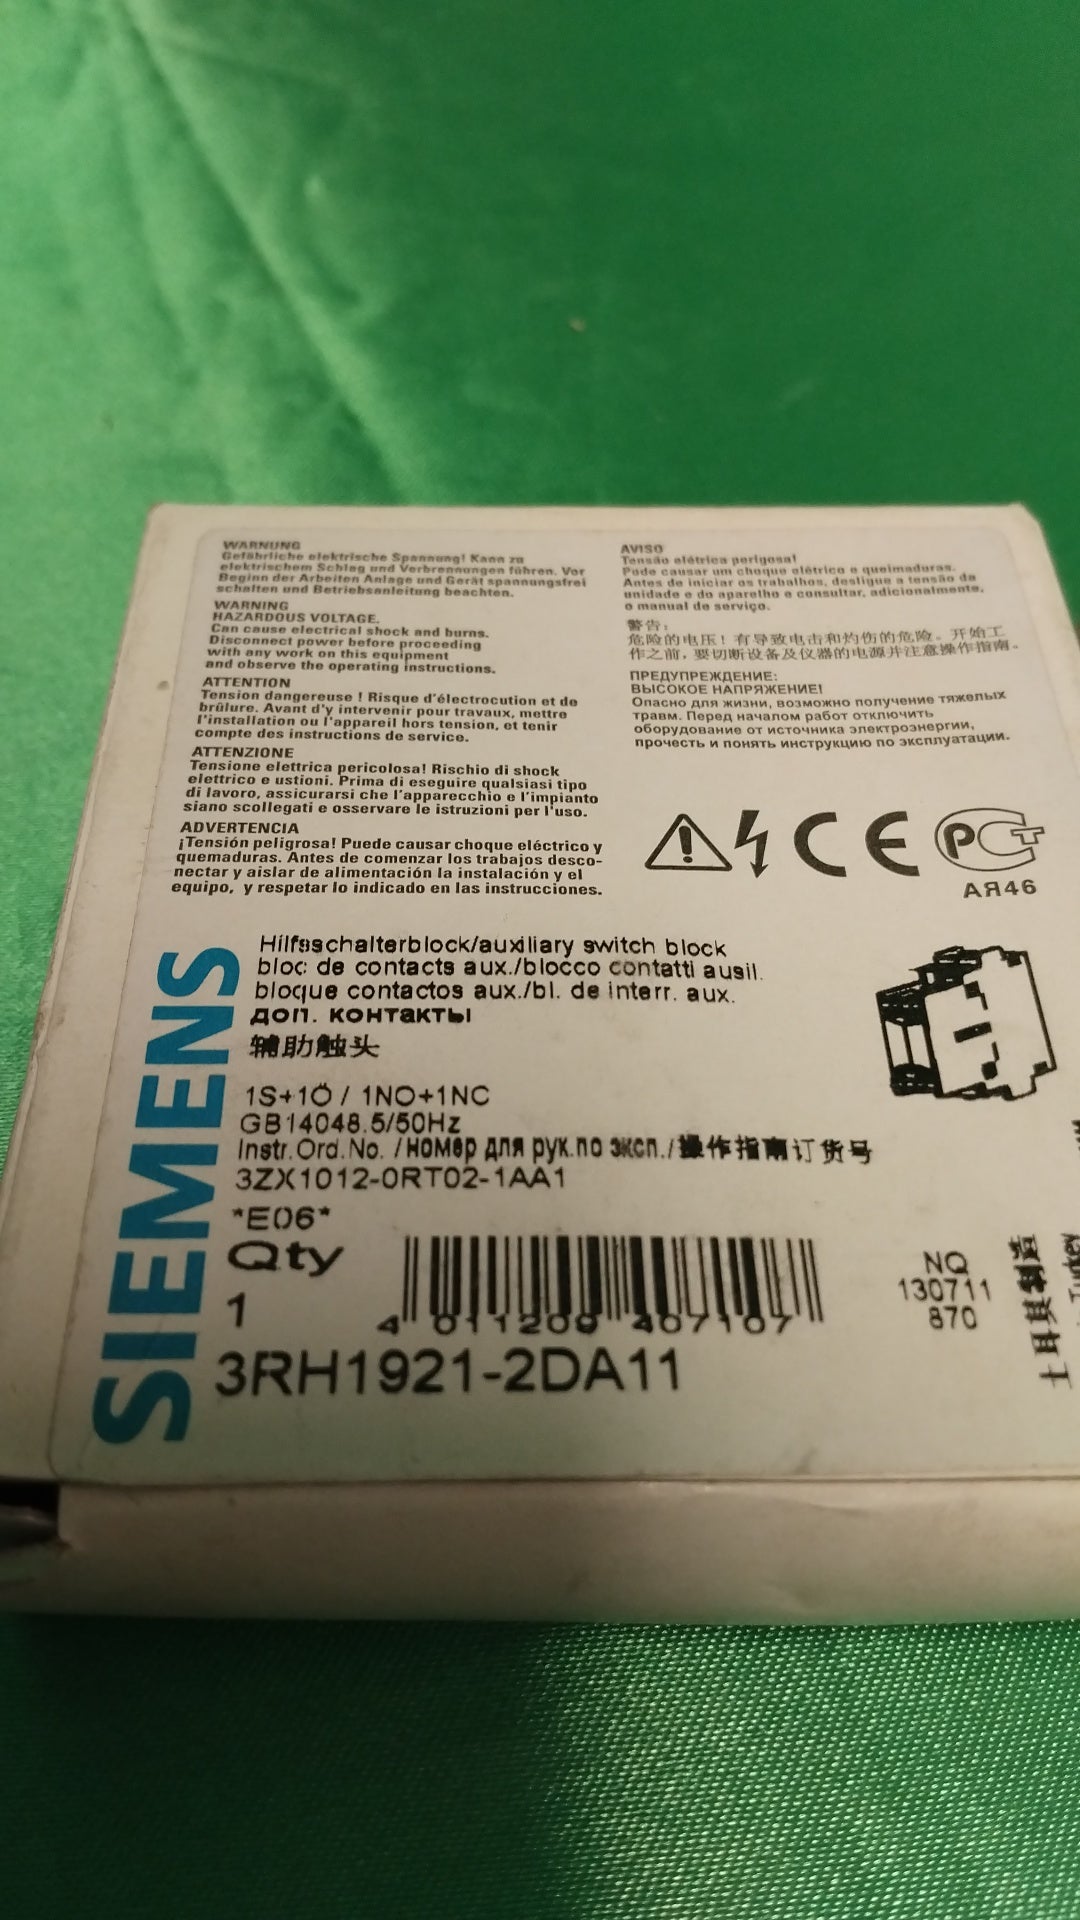 WARNUNG
Gefährliche elektrische Spannung! Kann zu
elektrischem Schlag und Verbrennungen führen. Vor
Beginn der Arbeiten Anlage und Gerät spannungsfrei
schalten und Betriebsanleitung beachten.
WARNING
HAZARDOUS VOLTAGE.
Can cause electrical shock and burns.
Disconnect power before proceeding
with any work on this equipment
and observe the operating instructions.
ATTENTION
Tension dangereuse ! Risque d'électrocution et de
brûlure. Avant d'y intervenir pour travaux, mettre
l'installation ou l'appareil hors tension, et tenir
compte des instructions de service.
ATTENZIONE
Tensione elettrica pericolosa! Rischio di shock
elettrico e ustioni. Prima di eseguire qualsiasi tipo
di lavoro, assicurarsi che l'apparecchio e l'impianto
siano scollegati e osservare le istruzioni per l'uso.
ADVERTENCIA
¡Tensión peligrosa! Puede causar choque eléctrico y
quemaduras. Antes de comenzar los trabajos desco-
nectar y aislar de alimentación la instalación y el
equipo, y respetar lo indicado en las instrucciones.
AVISO
Tensão elétrica perigosa!
Pode causar um choque elétrico e queimaduras.
Antes de iniciar os trabalhos, desligue a tensão da
unidade e do aparelho e consultar, adicionalmente,
o manual de serviço.
警告:
危险的电压！有导致电击和灼伤的危险。开始工
作之前，要切断设备及仪器的电源并注意操作指南。
ПРЕДУПРЕЖДЕНИЕ:
ВЫСОКОЕ НАПРЯЖЕНИЕ!
Опасно для жизни, возможно получение тяжелых
травм. Перед началом работ отключить
оборудование от источника электроэнергии,
прочесть и понять инструкцию по эксплуатации.
CE
РСТ
АЯ46
SIEMENS
Hilfsschalterblock/auxiliary switch block
bloc de contacts aux./blocco contatti ausil.
bloque contactos aux./bl. de interr. aux.
доп. контакты
辅助触头
1S+1Ö / 1NO+1NC
GB14048.5/50Hz
Instr.Ord.No. /номер для рук.по эксп./操作指南订货号
3ZX1012-0RT02-1AA1
*E06*
Qty
1
4 011209 407107
3RH1921-2DA11
NQ
130711
870
土耳其制造
Turkey